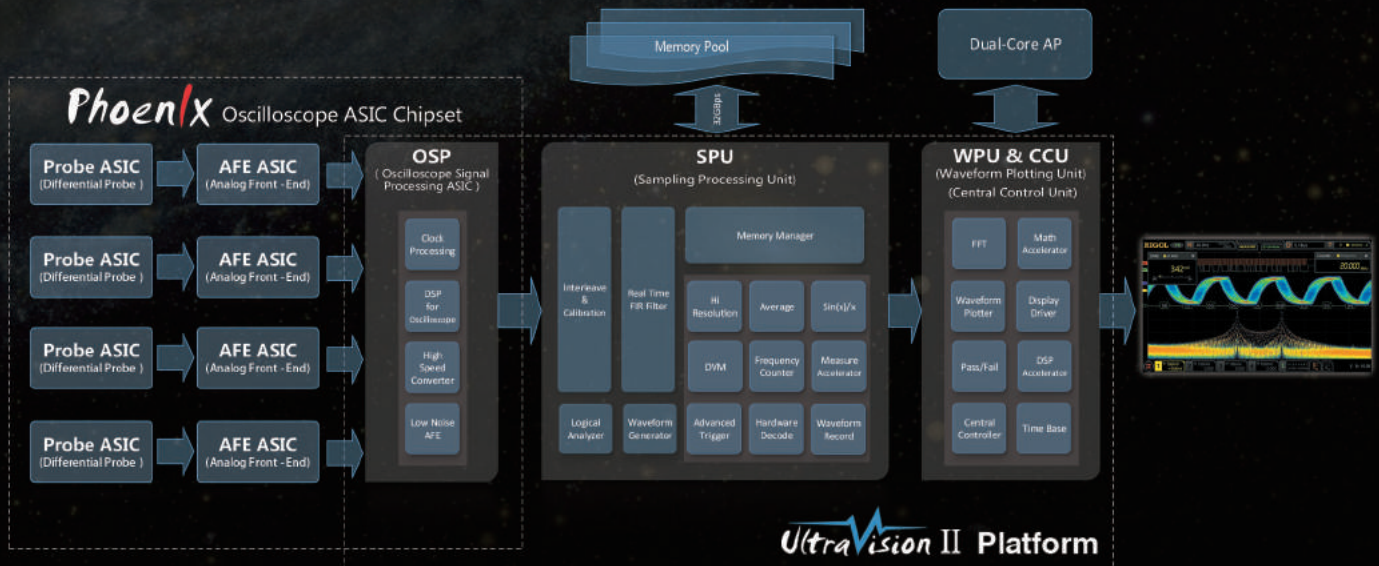 Memory Pool
Dual-Core AP
32GBps
Phoenix Oscilloscope ASIC Chipset
Probe ASIC
(Differential Probe )
AFE ASIC
(Analog Front -End)
Probe ASIC
(Differential Probe )
AFE ASIC
(Analog Front -End)
Probe ASIC
(Differential Probe )
AFE ASIC
(Analog Front -End)
Probe ASIC
(Differential Probe )
AFE ASIC
(Analog Front -End)
OSP
( Oscilloscope Signal
Processing ASIC )
Clock
Processing
DSP
for
Oscilloscope
High
Speed
Converter
Low Noise
AFE
SPU
(Sampling Processing Unit)
Interleave
&
Calibration
Real Time
FIR Filter
Memory Manager
Hi
Resolution
Average
Sin(x)/x
DVM
Frequency
Counter
Measure
Accelerator
Logical
Analyzer
Waveform
Generator
Advanced
Trigger
Hardware
Decode
Waveform
Record
WPU & CCU
(Waveform Plotting Unit)
(Central Control Unit)
FFT
Math
Accelerator
Waveform
Plotter
Display
Driver
Pass/Fail
DSP
Accelerator
Central
Controller
Time Base
RIGOL
3.42
20.000
UltraVision II Platform